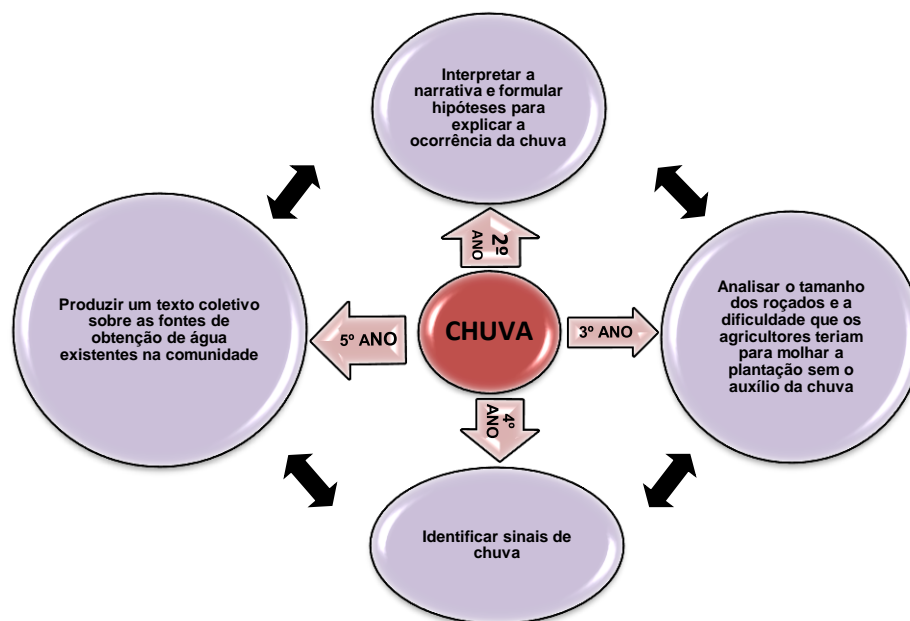 Interpretar a
narrativa e formular
hipóteses para
explicar a
ocorrência da chuva
2º
ANO
Produzir um texto coletivo
sobre as fontes de
obtenção de água
existentes na comunidade
5º ANO
CHUVA
3º ANO
Analisar o tamanho
dos roçados e a
dificuldade que os
agricultores teriam
para molhar a
plantação sem o
auxílio da chuva
4º
ANO
Identificar sinais de
chuva